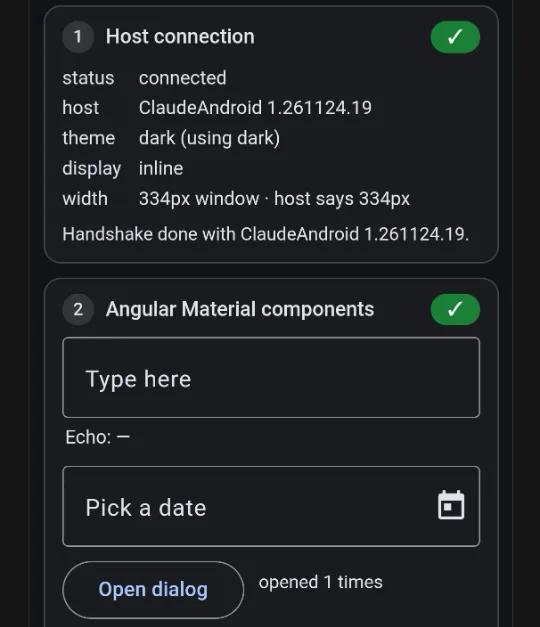 1 Host connection ✓
status connected
host ClaudeAndroid 1.261124.19
theme dark (using dark)
display inline
width 334px window · host says 334px
Handshake done with ClaudeAndroid 1.261124.19.
2 Angular Material components ✓
Type here
Echo: —
Pick a date
Open dialog opened 1 times